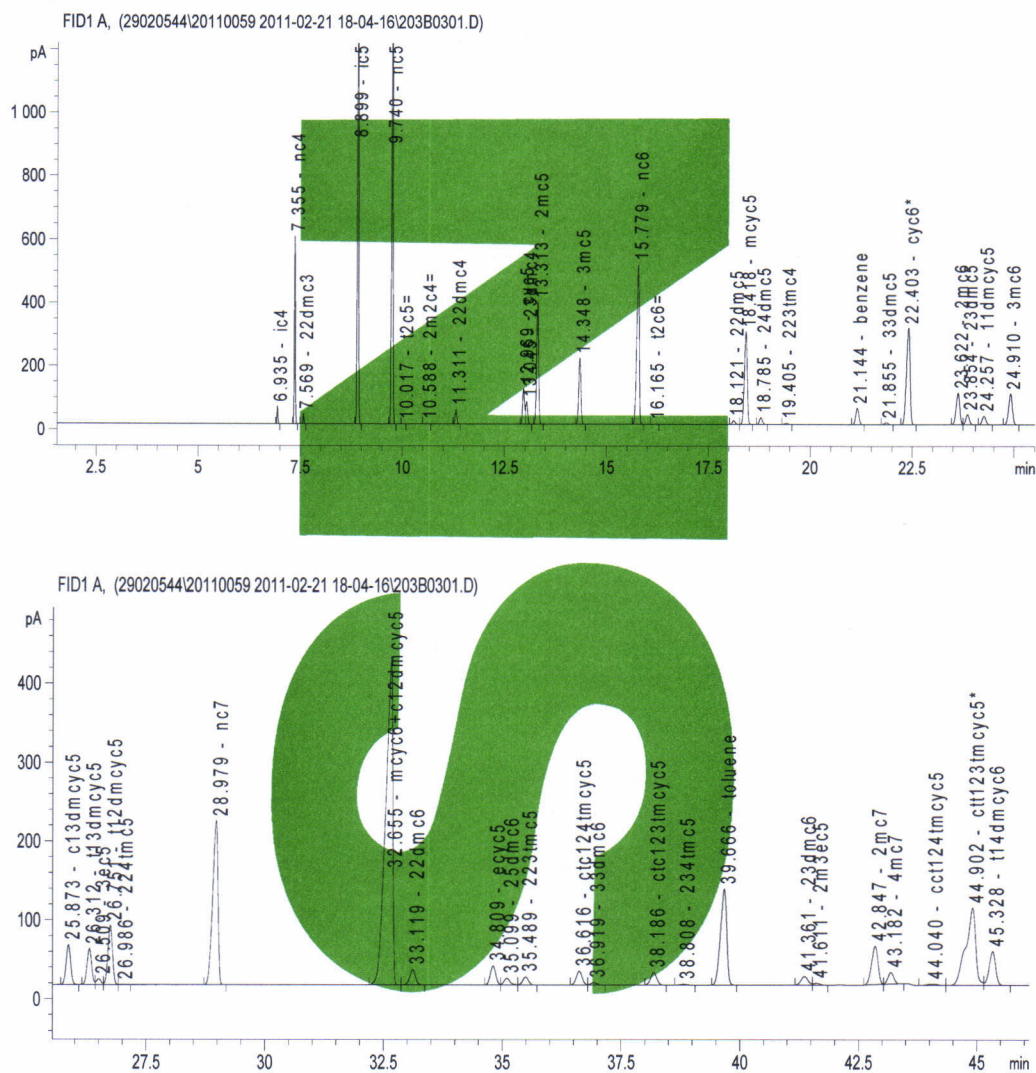 FID1 A, (29020544\20110059 2011-02-21 18-04-16\203B0301.D)
pA
1 000
800
600
400
200
0
6.935 - ic4
7.355 - nc4
7.569 - 22dmc3
8.899 - ic5
9.740 - nc5
10.017 - t2c5=
10.588 - 2m2c4=
11.311 - 22dmc4
13.313 - 2mc5
14.348 - 3mc5
15.779 - nc6
16.165 - t2c6=
18.121 - 22dmc5
18.418 - mcyc5
18.785 - 24dmc5
19.405 - 223tmc4
21.144 - benzene
21.855 - 33dmc5
22.403 - cyc6*
23.622 - 2mc6
24.257 - 11dmcyc5
24.910 - 3mc6
2.5 5 7.5 10 12.5 15 17.5 20 22.5 min
N
FID1 A, (29020544\20110059 2011-02-21 18-04-16\203B0301.D)
pA
400
300
200
100
0
25.873 - c13dmcyc5
26.312 - t13dmcyc5
26.986 - 224tmc5
28.979 - nc7
32.655 - mcyc6+c12dmcyc5
33.119 - 22dmc6
34.809 - ecyc5
35.099 - 25dmc6
35.489 - 223tmc5
36.616 - ctc124tmcyc5
36.919 - 33dmc6
38.186 - ctc123tmcyc5
38.808 - 234tmc5
39.666 - toluene
41.361 - 23dmc6
41.611 - 2m3ec5
42.847 - 2mc7
43.182 - 4mc7
44.040 - cct124tmcyc5
44.902 - ctt123tmcyc5*
45.328 - t14dmcyc6
27.5 30 32.5 35 37.5 40 42.5 45 min
S